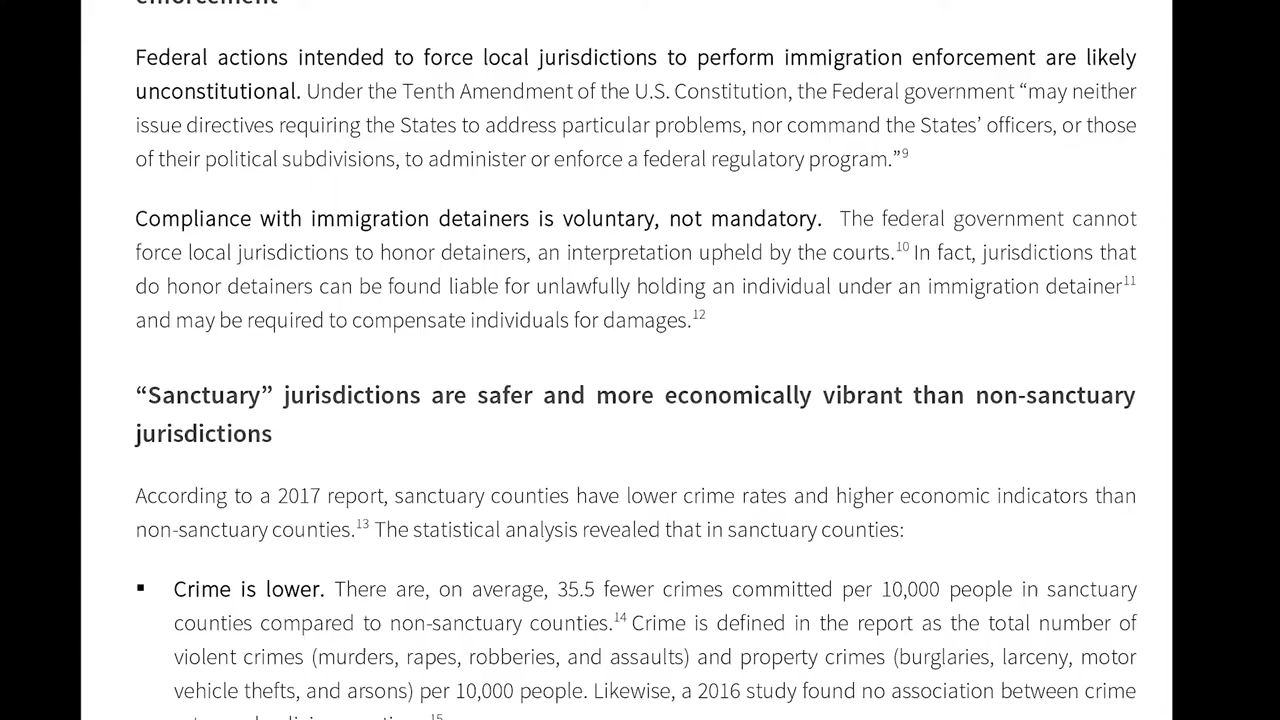 enforcement
Federal actions intended to force local jurisdictions to perform immigration enforcement are likely
unconstitutional. Under the Tenth Amendment of the U.S. Constitution, the Federal government “may neither
issue directives requiring the States to address particular problems, nor command the States’ officers, or those
of their political subdivisions, to administer or enforce a federal regulatory program.”9
Compliance with immigration detainers is voluntary, not mandatory. The federal government cannot
force local jurisdictions to honor detainers, an interpretation upheld by the courts.10 In fact, jurisdictions that
do honor detainers can be found liable for unlawfully holding an individual under an immigration detainer11
and may be required to compensate individuals for damages.12
“Sanctuary” jurisdictions are safer and more economically vibrant than non-sanctuary
jurisdictions
According to a 2017 report, sanctuary counties have lower crime rates and higher economic indicators than
non-sanctuary counties.13 The statistical analysis revealed that in sanctuary counties:
▪ Crime is lower. There are, on average, 35.5 fewer crimes committed per 10,000 people in sanctuary
counties compared to non-sanctuary counties.14 Crime is defined in the report as the total number of
violent crimes (murders, rapes, robberies, and assaults) and property crimes (burglaries, larceny, motor
vehicle thefts, and arsons) per 10,000 people. Likewise, a 2016 study found no association between crime
15